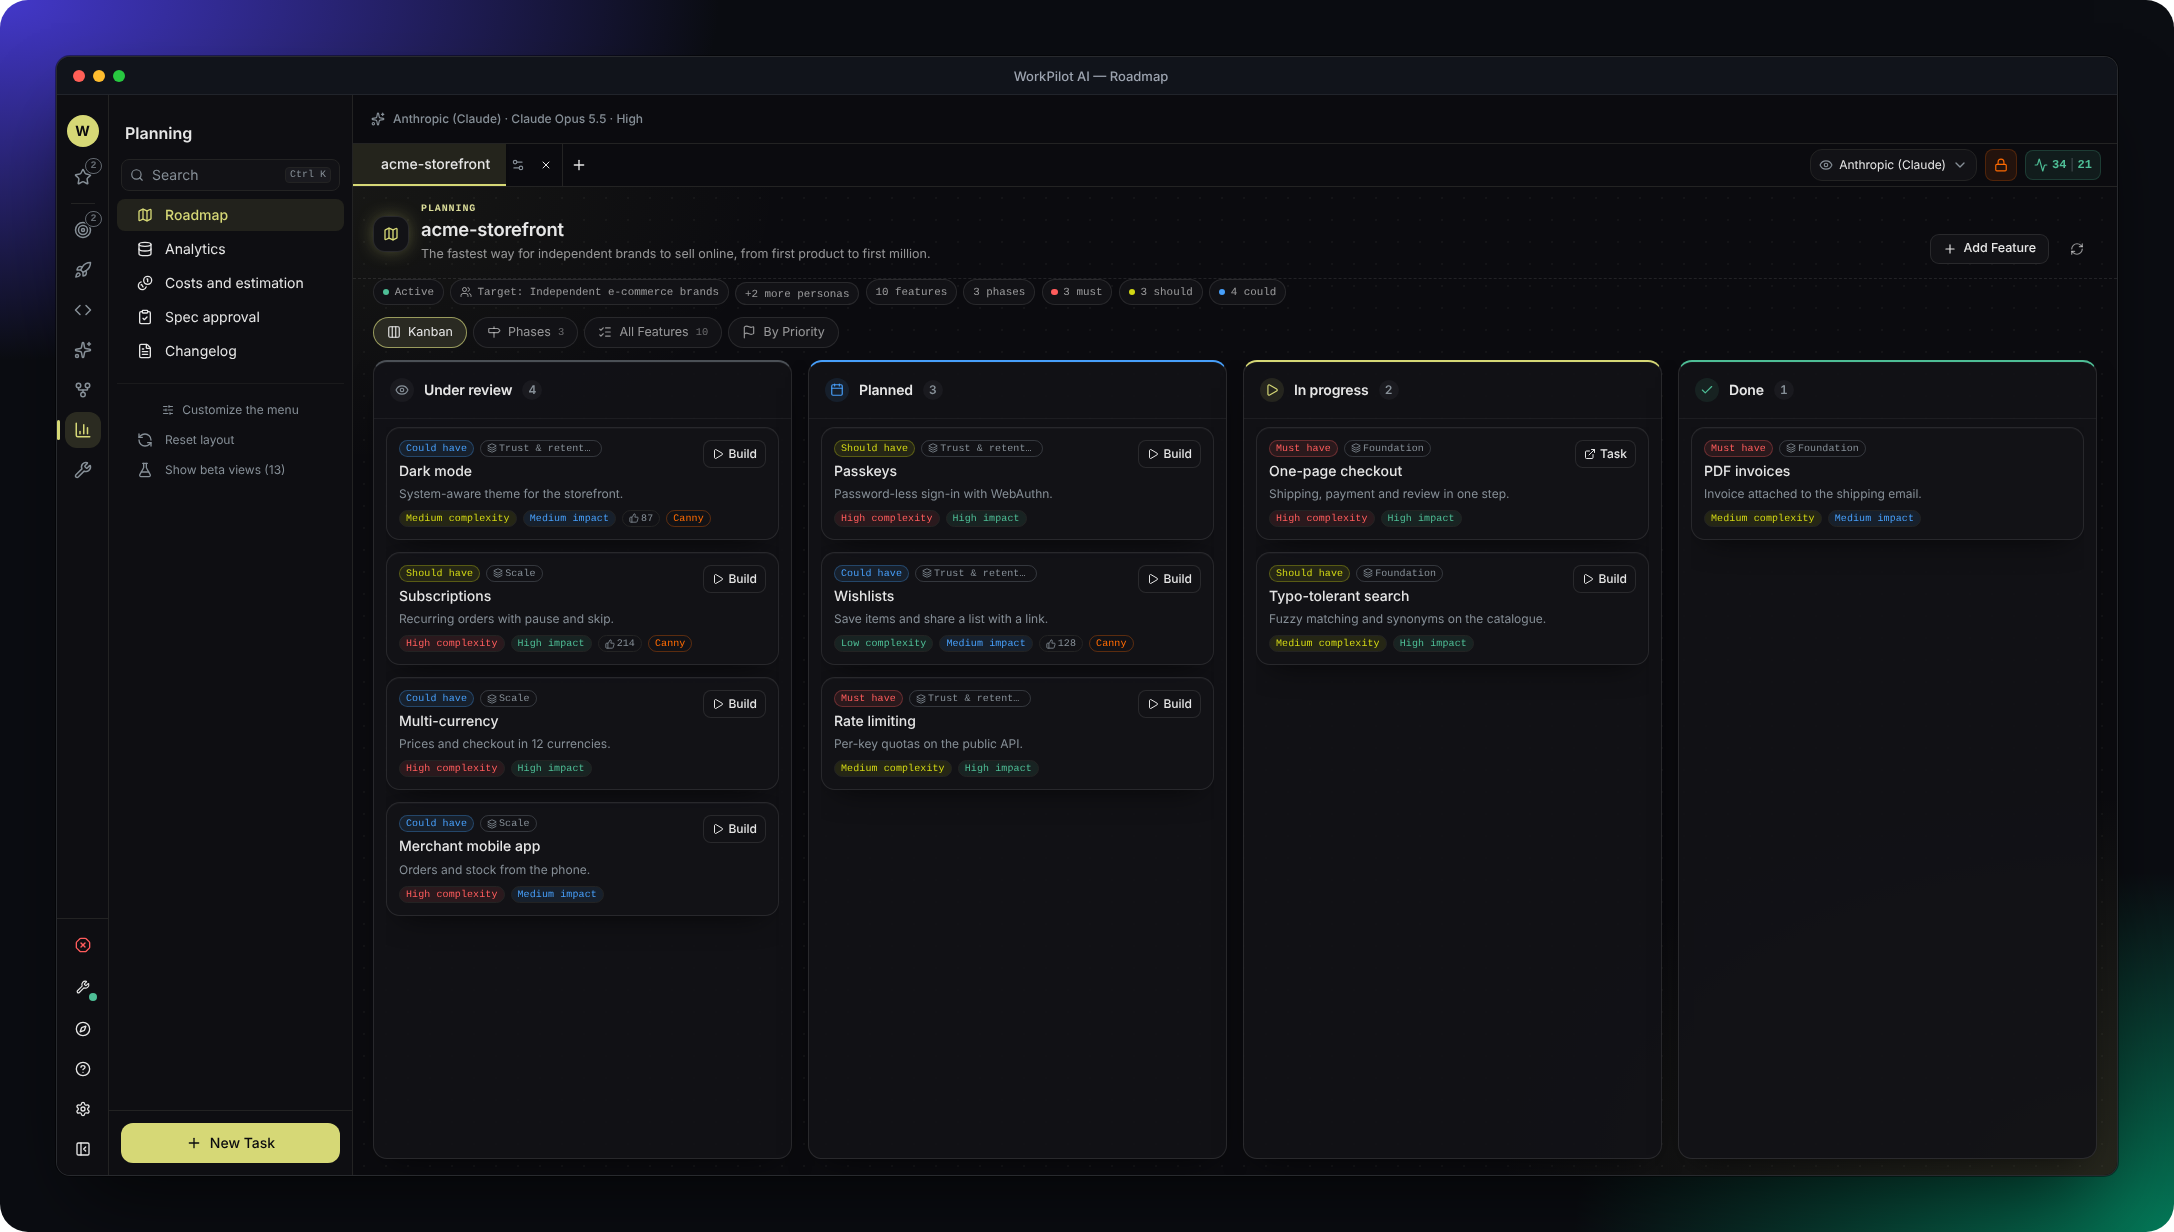 WorkPilot AI — Roadmap
W
2
2
Planning
Search
Ctrl K
Roadmap
Analytics
Costs and estimation
Spec approval
Changelog
Customize the menu
Reset layout
Show beta views (13)
New Task
Anthropic (Claude) · Claude Opus 5.5 · High
acme-storefront
Anthropic (Claude)
34 | 21
PLANNING
acme-storefront
The fastest way for independent brands to sell online, from first product to first million.
Add Feature
Active
Target: Independent e-commerce brands
+2 more personas
10 features
3 phases
3 must
3 should
4 could
Kanban
Phases 3
All Features 10
By Priority
Under review 4
Could have
Trust & retent…
Build
Dark mode
System-aware theme for the storefront.
Medium complexity
Medium impact
87
Canny
Should have
Scale
Build
Subscriptions
Recurring orders with pause and skip.
High complexity
High impact
214
Canny
Could have
Scale
Build
Multi-currency
Prices and checkout in 12 currencies.
High complexity
High impact
Could have
Scale
Build
Merchant mobile app
Orders and stock from the phone.
High complexity
Medium impact
Planned 3
Should have
Trust & retent…
Build
Passkeys
Password-less sign-in with WebAuthn.
High complexity
High impact
Could have
Trust & retent…
Build
Wishlists
Save items and share a list with a link.
Low complexity
Medium impact
128
Canny
Must have
Trust & retent…
Build
Rate limiting
Per-key quotas on the public API.
Medium complexity
High impact
In progress 2
Must have
Foundation
Task
One-page checkout
Shipping, payment and review in one step.
High complexity
High impact
Should have
Foundation
Build
Typo-tolerant search
Fuzzy matching and synonyms on the catalogue.
Medium complexity
High impact
Done 1
Must have
Foundation
PDF invoices
Invoice attached to the shipping email.
Medium complexity
Medium impact